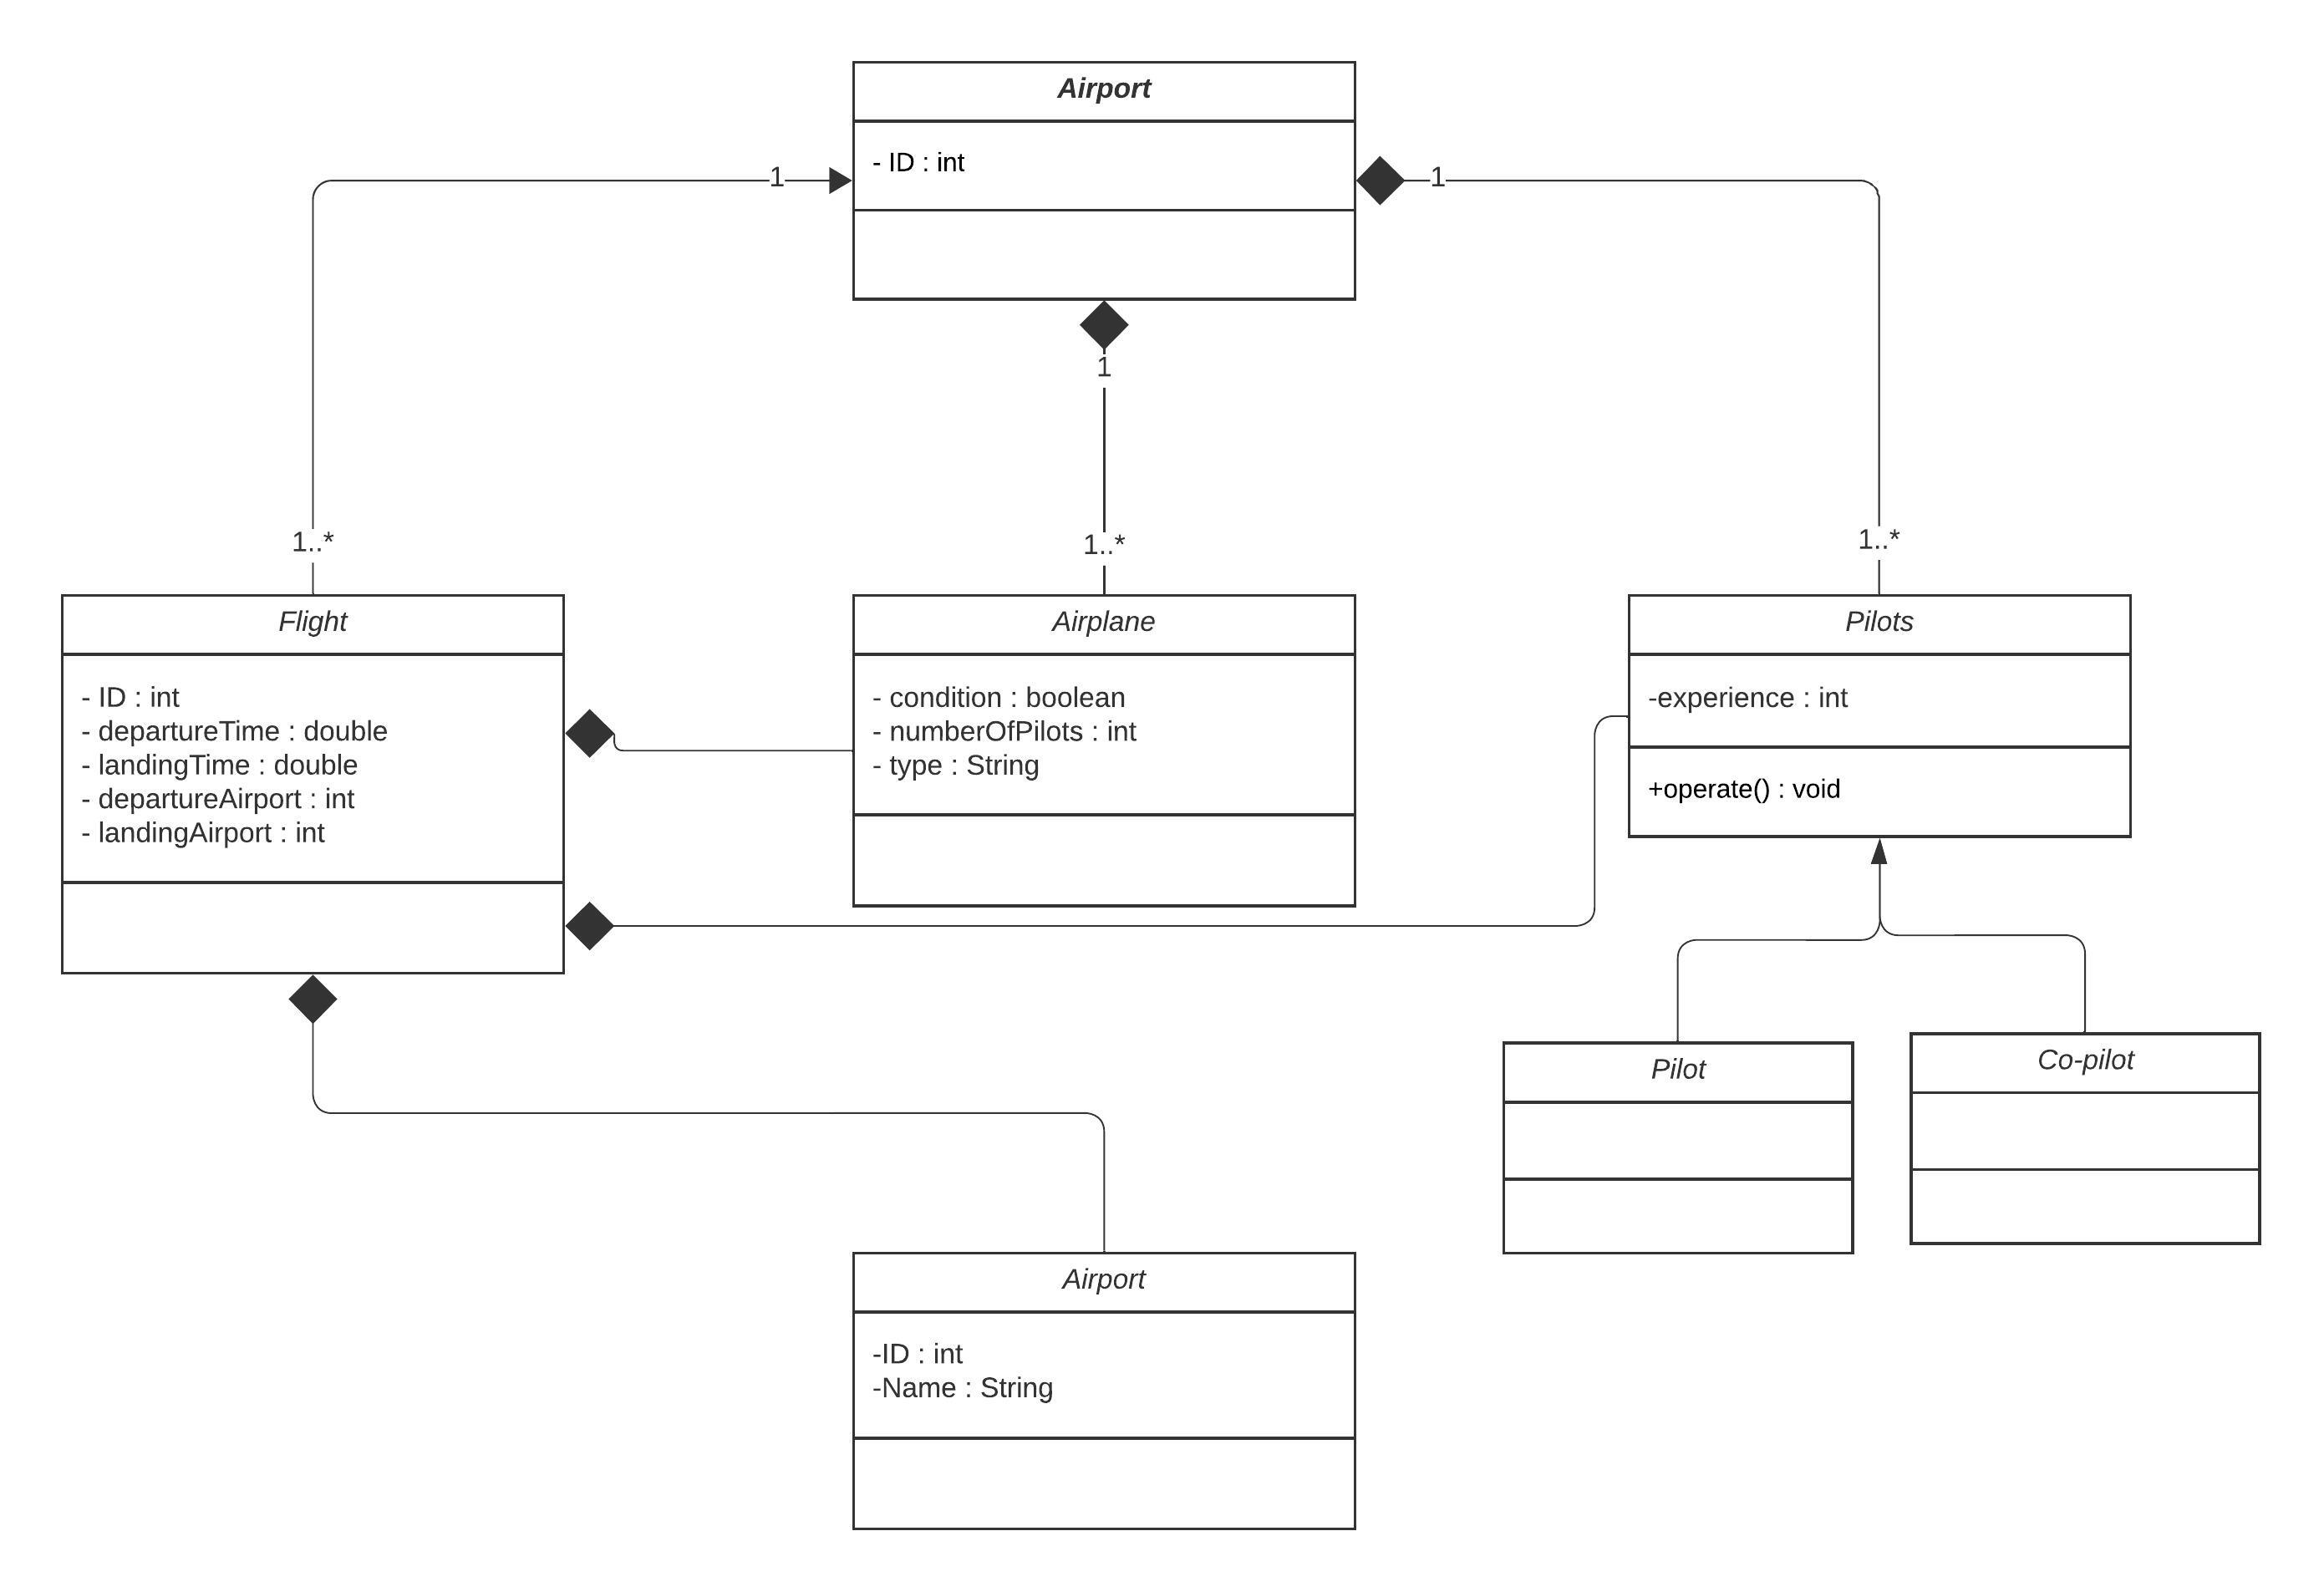 Airport
- ID : int
1
1
1
1..*
1..*
1..*
Flight
- ID : int
- departureTime : double
- landingTime : double
- departureAirport : int
- landingAirport : int
Airplane
- condition : boolean
- numberOfPilots : int
- type : String
Pilots
-experience : int
+operate() : void
Pilot
Co-pilot
Airport
-ID : int
-Name : String